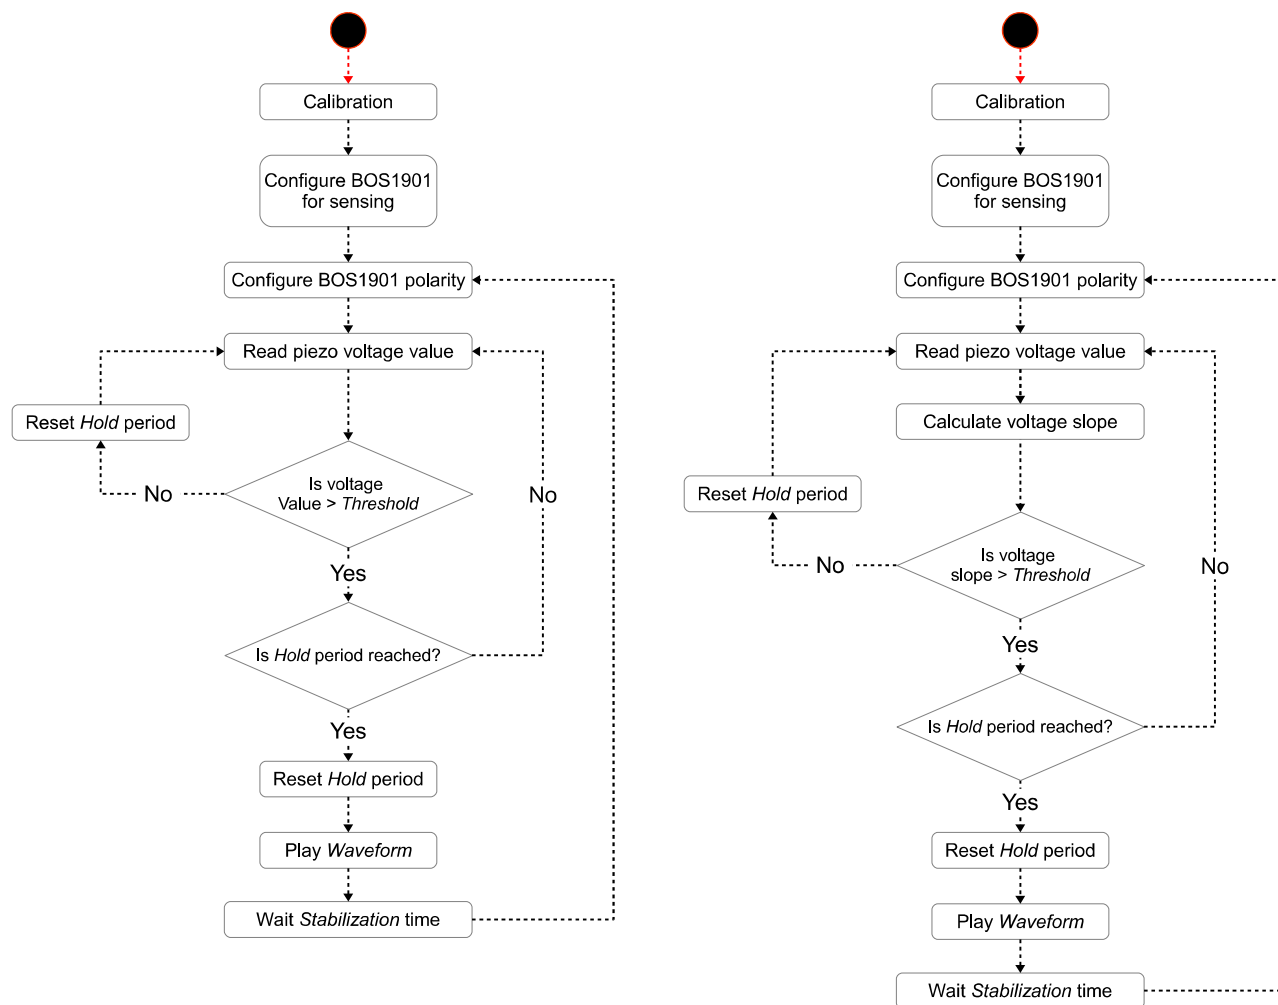 Calibration
Configure BOS1901
for sensing
Configure BOS1901 polarity
Read piezo voltage value
Reset Hold period
Is voltage
Value > Threshold
No
No
Yes
Is Hold period reached?
Yes
Reset Hold period
Play Waveform
Wait Stabilization time
Calibration
Configure BOS1901
for sensing
Configure BOS1901 polarity
Read piezo voltage value
Calculate voltage slope
Reset Hold period
Is voltage
slope > Threshold
No
No
Yes
Is Hold period reached?
Yes
Reset Hold period
Play Waveform
Wait Stabilization time